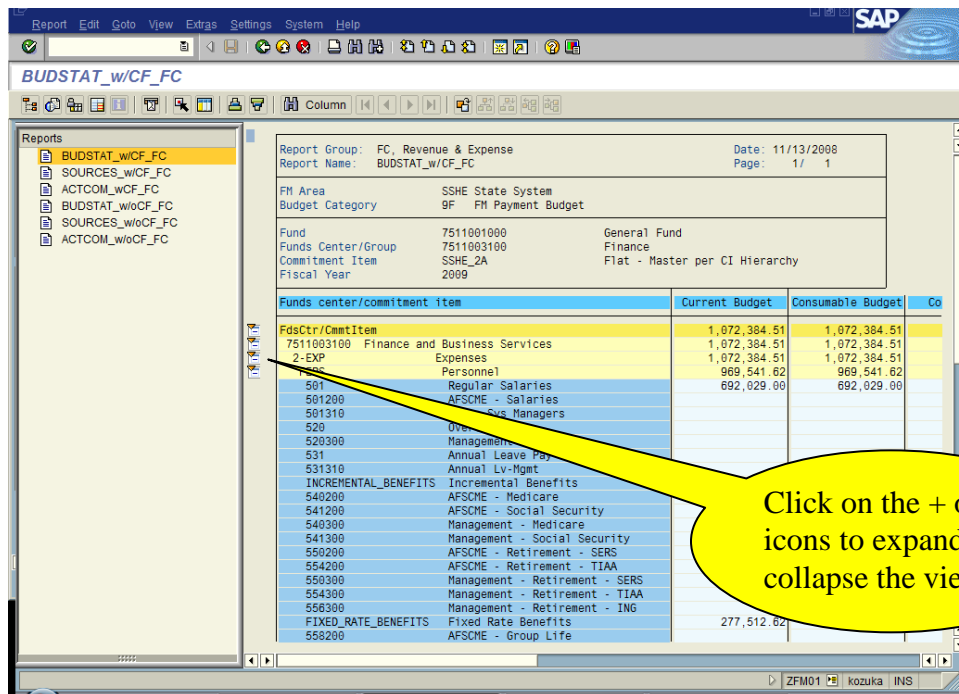 Report Edit Goto View Extras Settings System Help
SAP
BUDSTAT_w/CF_FC
Column
Reports
BUDSTAT_w/CF_FC
SOURCES_w/CF_FC
ACTCOM_wCF_FC
BUDSTAT_w/oCF_FC
SOURCES_w/oCF_FC
ACTCOM_w/oCF_FC
Report Group: FC, Revenue & Expense Date: 11/13/2008
Report Name: BUDSTAT_w/CF_FC Page: 1/ 1
FM Area SSHE State System
Budget Category 9F FM Payment Budget
Fund 7511001000 General Fund
Funds Center/Group 7511003100 Finance
Commitment Item SSHE_2A Flat - Master per CI Hierarchy
Fiscal Year 2009
Funds center/commitment item Current Budget Consumable Budget Co
FdsCtr/CmmtItem 1,072,384.51 1,072,384.51
7511003100 Finance and Business Services 1,072,384.51 1,072,384.51
2-EXP Expenses 1,072,384.51 1,072,384.51
Personnel 969,541.62 969,541.62
501 Regular Salaries 692,029.00 692,029.00
501200 AFSCME - Salaries
501310 Sys Managers
520
520300 Management
531 Annual Leave Pay
531310 Annual Lv-Mgmt
INCREMENTAL_BENEFITS Incremental Benefits
540200 AFSCME - Medicare
541200 AFSCME - Social Security
540300 Management - Medicare
541300 Management - Social Security
550200 AFSCME - Retirement - SERS
554200 AFSCME - Retirement - TIAA
550300 Management - Retirement - SERS
554300 Management - Retirement - TIAA
556300 Management - Retirement - ING
FIXED_RATE_BENEFITS Fixed Rate Benefits 277,512.62
558200 AFSCME - Group Life
Click on the + o
icons to expand
collapse the vie
ZFM01 kozuka INS